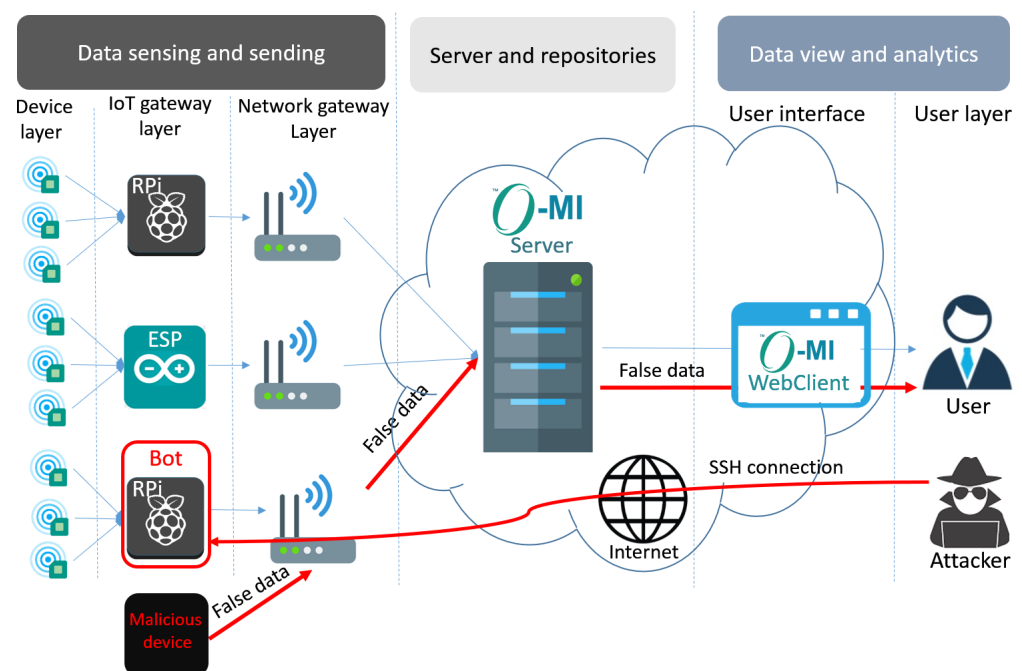 Data sensing and sending
Server and repositories
Data view and analytics
Device
layer
IoT gateway
layer
Network gateway
Layer
User interface
User layer
RPi
™
O-MI
Server
ESP
False data
False data
™
O-MI
WebClient
User
Bot
RPi
SSH connection
Internet
Attacker
False data
Malicious
device